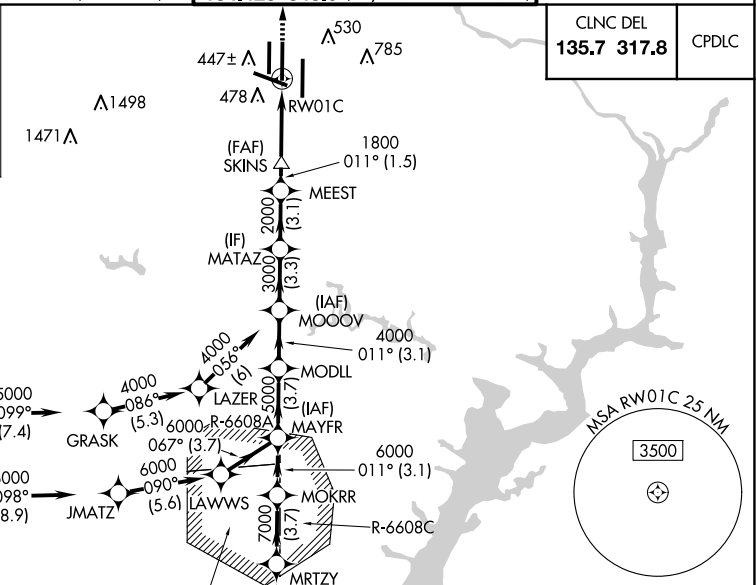 CLNC DEL
135.7 317.8
CPDLC
530
785
447±
478
RW01C
1498
1471
(FAF)
SKINS
1800
011° (1.5)
MEEST
2000
(3.1)
(IF)
MATAZ
3000
(3.3)
(IAF)
MOOOV
4000
011° (3.1)
4000
056°
(6)
MODLL
LAZER
5000
(3.7)
5000
099°
(7.4)
4000
086°
(5.3)
GRASK
(IAF)
MAYFR
R-6608A
6000
067° (3.7)
6000
011° (3.1)
MSA RW01C 25 NM
3500
098°
8.9)
6000
090°
(5.6)
JMATZ
LAWWS
MOKRR
7000
(3.7)
R-6608C
MRTZY